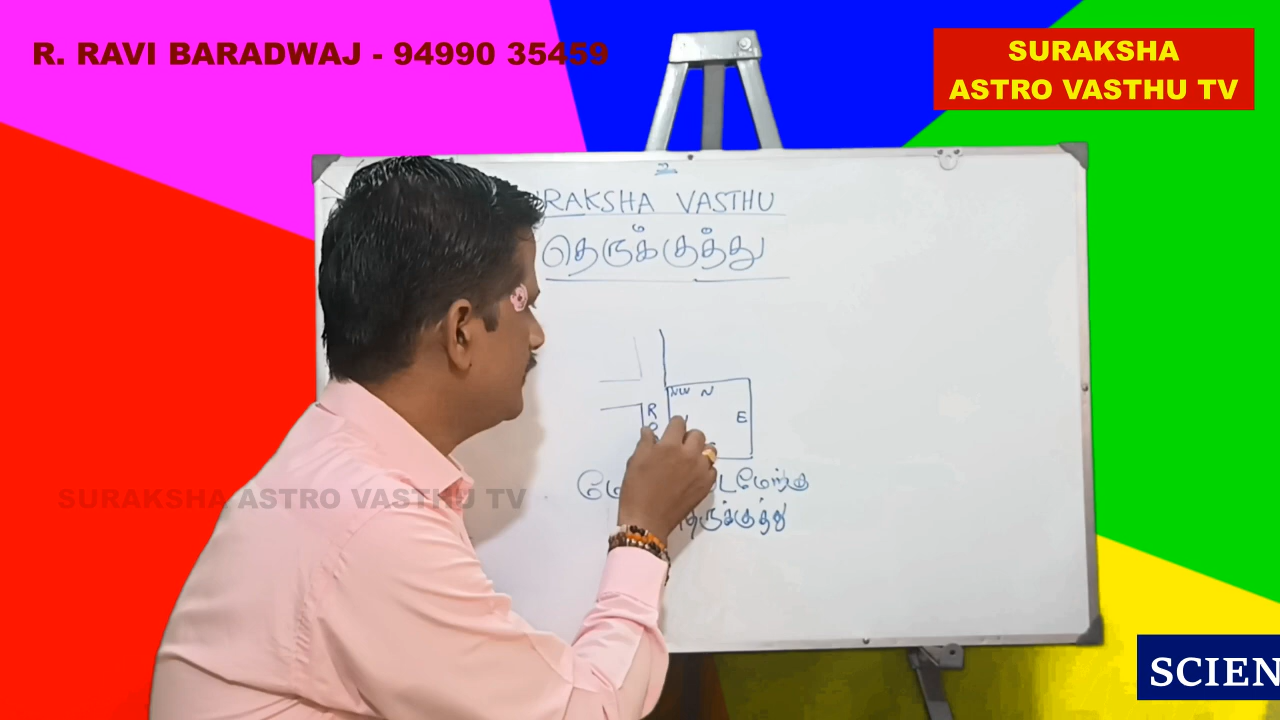 R. RAVI BARADWAJ - 94990 35459
SURAKSHA
ASTRO VASTHU TV
உ
RAKSHA VASTHU
தெருக்குத்து
NW N
R
E
தெருக்குத்து
SURAKSHA ASTRO VASTHU TV
SCIEN